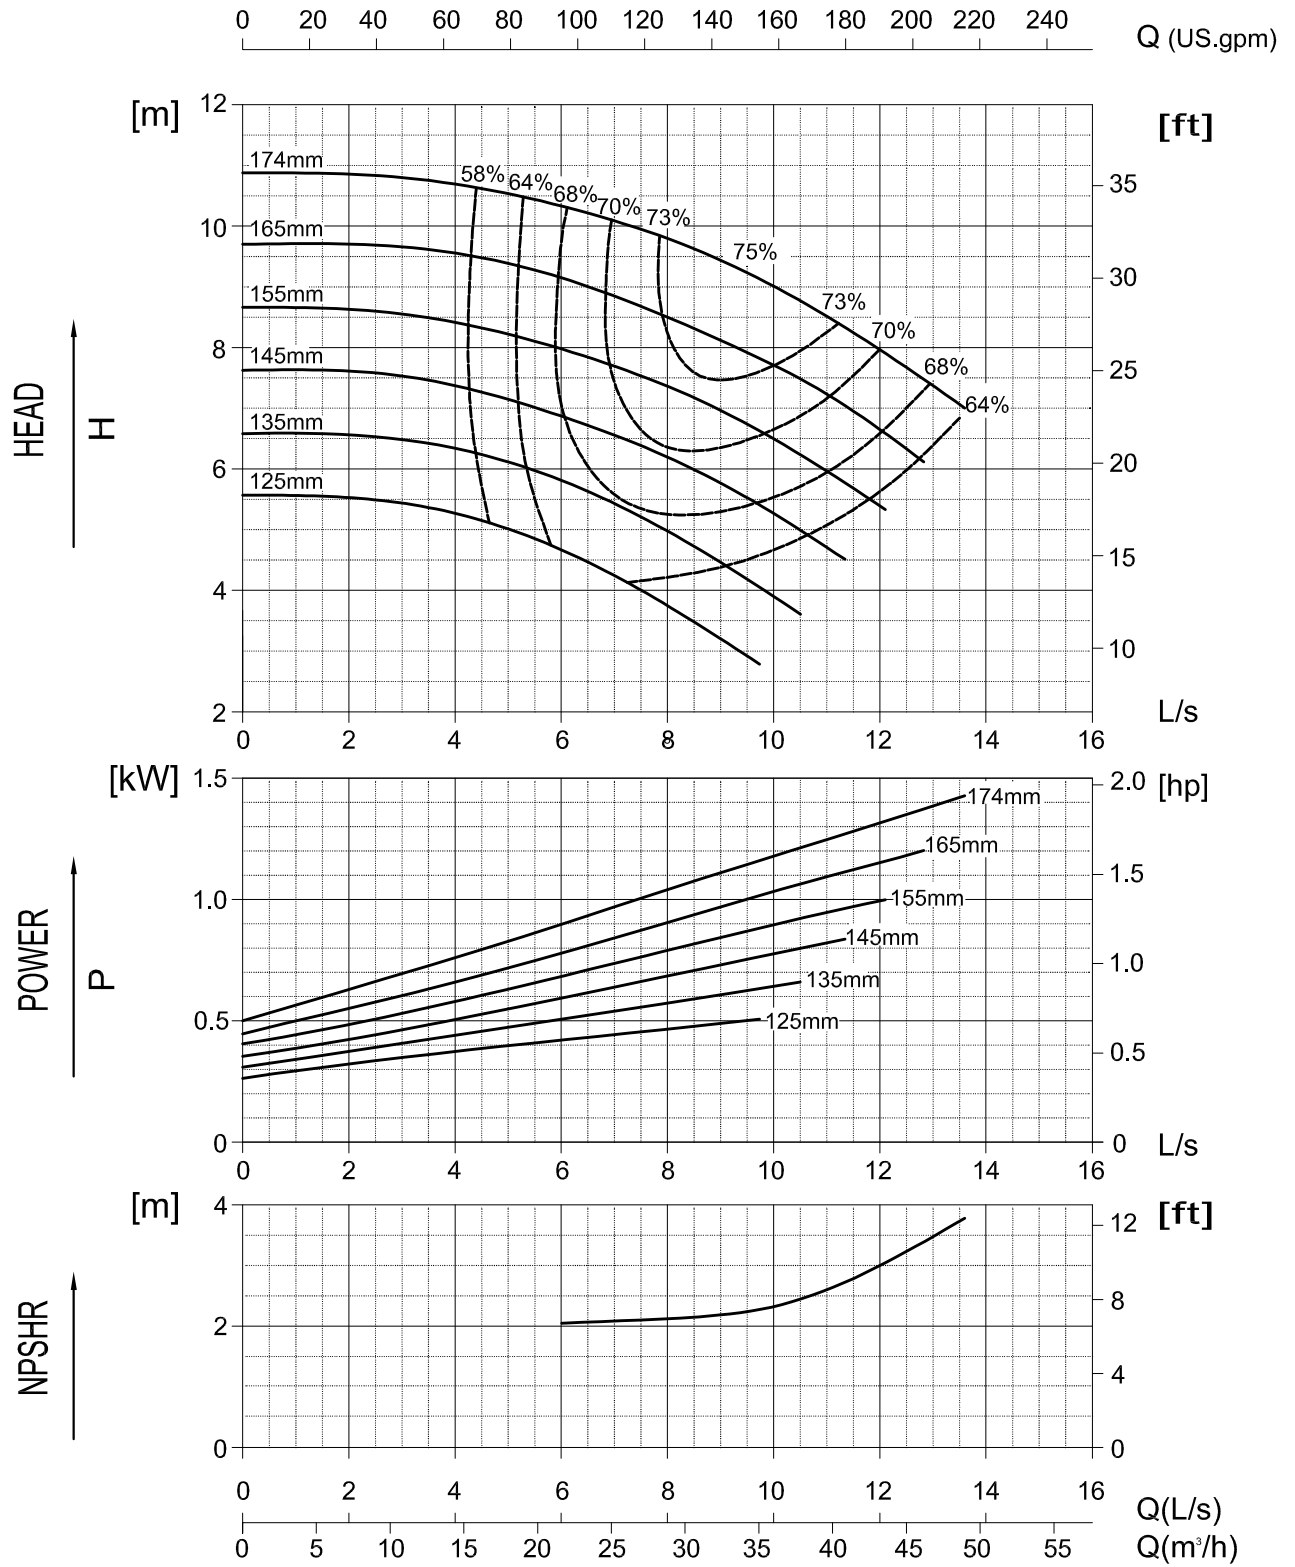 0 20 40 60 80 100 120 140 160 180 200 220 240
Q (US.gpm)
[m] 12 10 8 6 4 2
[ft] 35 30 25 20 15 10
HEAD
H
174mm
165mm
155mm
145mm
135mm
125mm
58% 64% 68% 70% 73% 75% 73% 70% 68% 64%
L/s
0 2 4 6 8 10 12 14 16
[kW] 1.5 1.0 0.5 0
2.0 [hp] 1.5 1.0 0.5 0
POWER
P
174mm
165mm
155mm
145mm
135mm
125mm
L/s
0 2 4 6 8 10 12 14 16
[m] 4 2 0
12 [ft] 8 4 0
NPSHR
0 2 4 6 8 10 12 14 16
Q(L/s)
0 5 10 15 20 25 30 35 40 45 50 55
Q(m³/h)